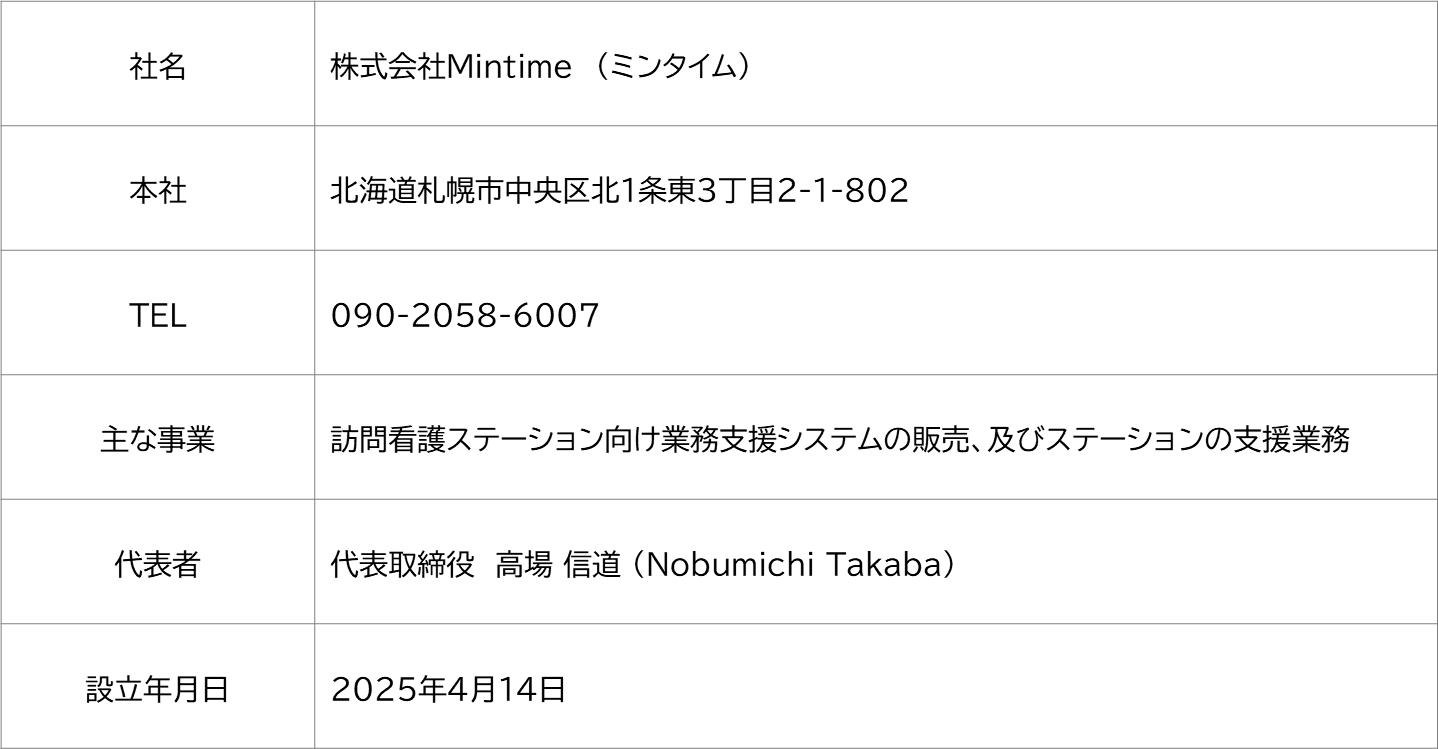 社名 株式会社Mintime （ミンタイム）
本社 北海道札幌市中央区北1条東3丁目2-1-802
TEL 090-2058-6007
主な事業 訪問看護ステーション向け業務支援システムの販売、及びステーションの支援業務
代表者 代表取締役 高場 信道（Nobumichi Takaba）
設立年月日 2025年4月14日